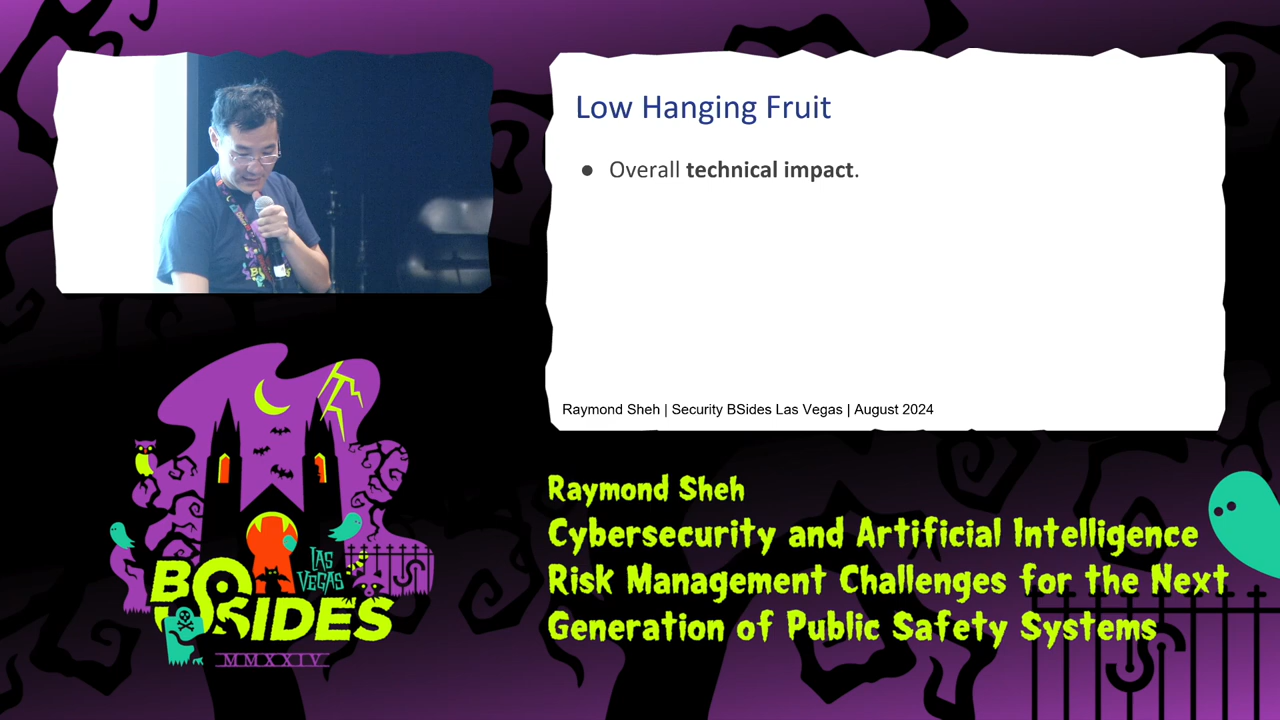 Low Hanging Fruit
● Overall technical impact.
Raymond Sheh | Security BSides Las Vegas | August 2024
Raymond Sheh
Cybersecurity and Artificial Intelligence
Risk Management Challenges for the Next
Generation of Public Safety Systems
LAS
VEGAS
BSIDES
MMXXIV